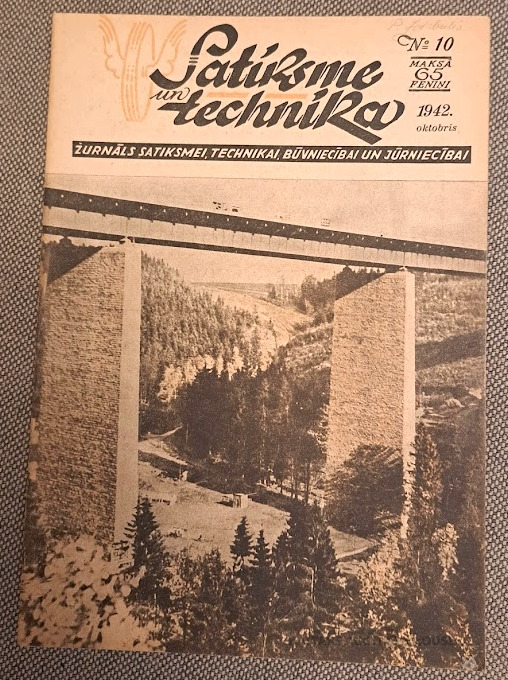 Satiksme
un technika
№ 10
MAKSA
65
FENIŅI
1942.
oktobris
ŽURNĀLS SATIKSMEI, TECHNIKAI, BŪVNIECĪBAI UN JŪRNIECĪBAI